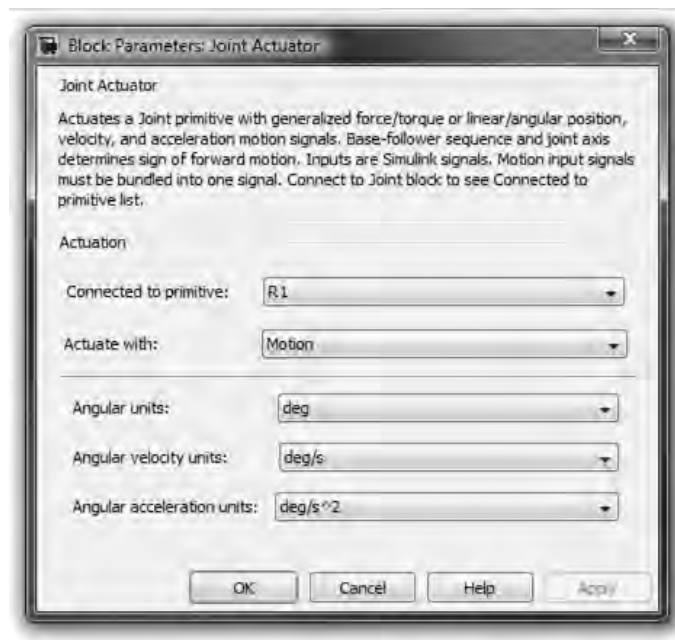 Block Parameters: Joint Actuator
x
Joint Actuator
Actuates a Joint primitive with generalized force/torque or linear/angular position,
velocity, and acceleration motion signals. Base-follower sequence and joint axis
determines sign of forward motion. Inputs are Simulink signals. Motion input signals
must be bundled into one signal. Connect to Joint block to see Connected to
primitive list.
Actuation
Connected to primitive: R1
Actuate with: Motion
Angular units: deg
Angular velocity units: deg/s
Angular acceleration units: deg/s^2
OK Cancel Help Apply